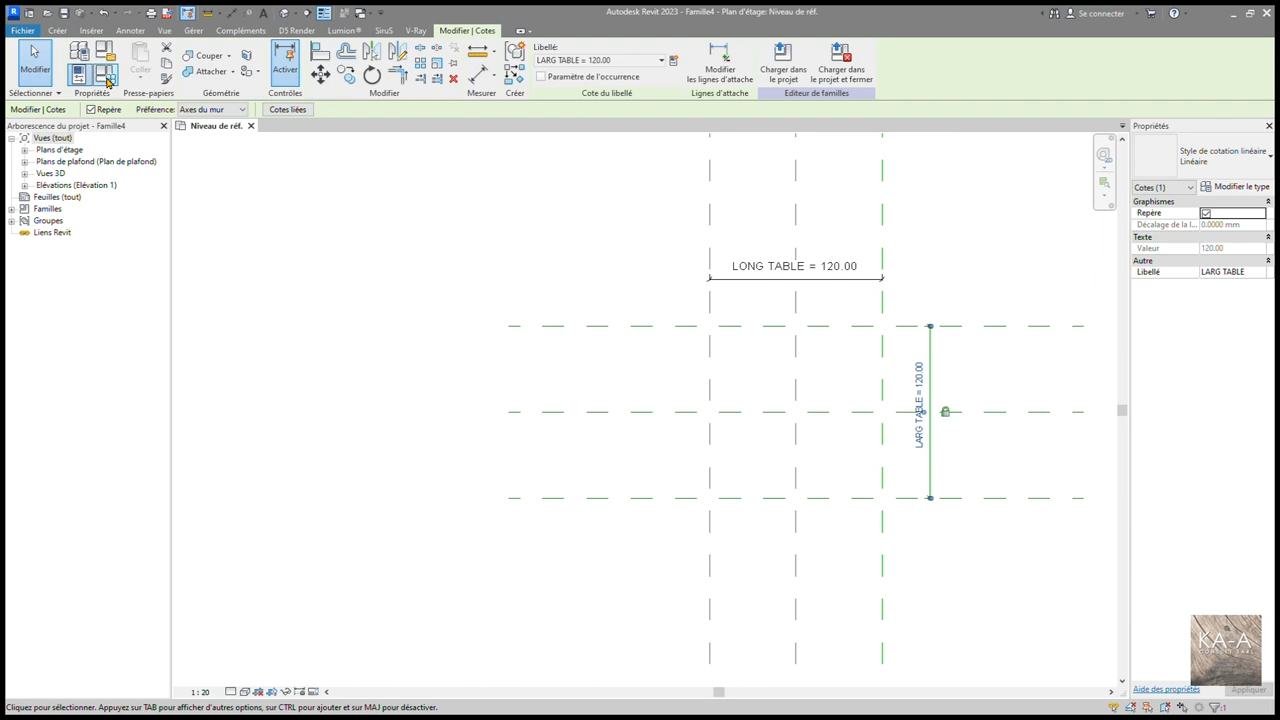 Autodesk Revit 2023 - Famille4 - Plan d'étage: Niveau de réf.
Se connecter
Fichier Créer Insérer Annoter Vue Gérer Compléments D5 Render Lumion® SiruS V-Ray Modifier | Cotes
Modifier
Coller
Couper
Attacher
Activer
Libellé:
LARG TABLE = 120.00
Paramètre de l'occurrence
Modifier
les lignes d'attache
Charger dans
le projet
Charger dans
le projet et fermer
Sélectionner Propriétés Presse-papiers Géométrie Contrôles Modifier Mesurer Créer Cote du libellé Lignes d'attache Editeur de familles
Modifier | Cotes Repère Préférence: Axes du mur Cotes liées
Arborescence du projet - Famille4
Niveau de réf.
Propriétés
Vues (tout)
Plans d'étage
Plans de plafond (Plan de plafond)
Vues 3D
Elévations (Elévation 1)
Feuilles (tout)
Familles
Groupes
Liens Revit
LONG TABLE = 120.00
LARG TABLE = 120.00
Style de cotation linéaire
Linéaire
Cotes (1) Modifier le type
Graphismes
Repère
Décalage de la l... 0.0000 mm
Texte
Valeur 120.00
Autre
Libellé LARG TABLE
KA-A
CONSULT SARL
Aide des propriétés Appliquer
1 : 20
Cliquez pour sélectionner. Appuyez sur TAB pour afficher d'autres options, sur CTRL pour ajouter et sur MAJ pour désactiver.
:1